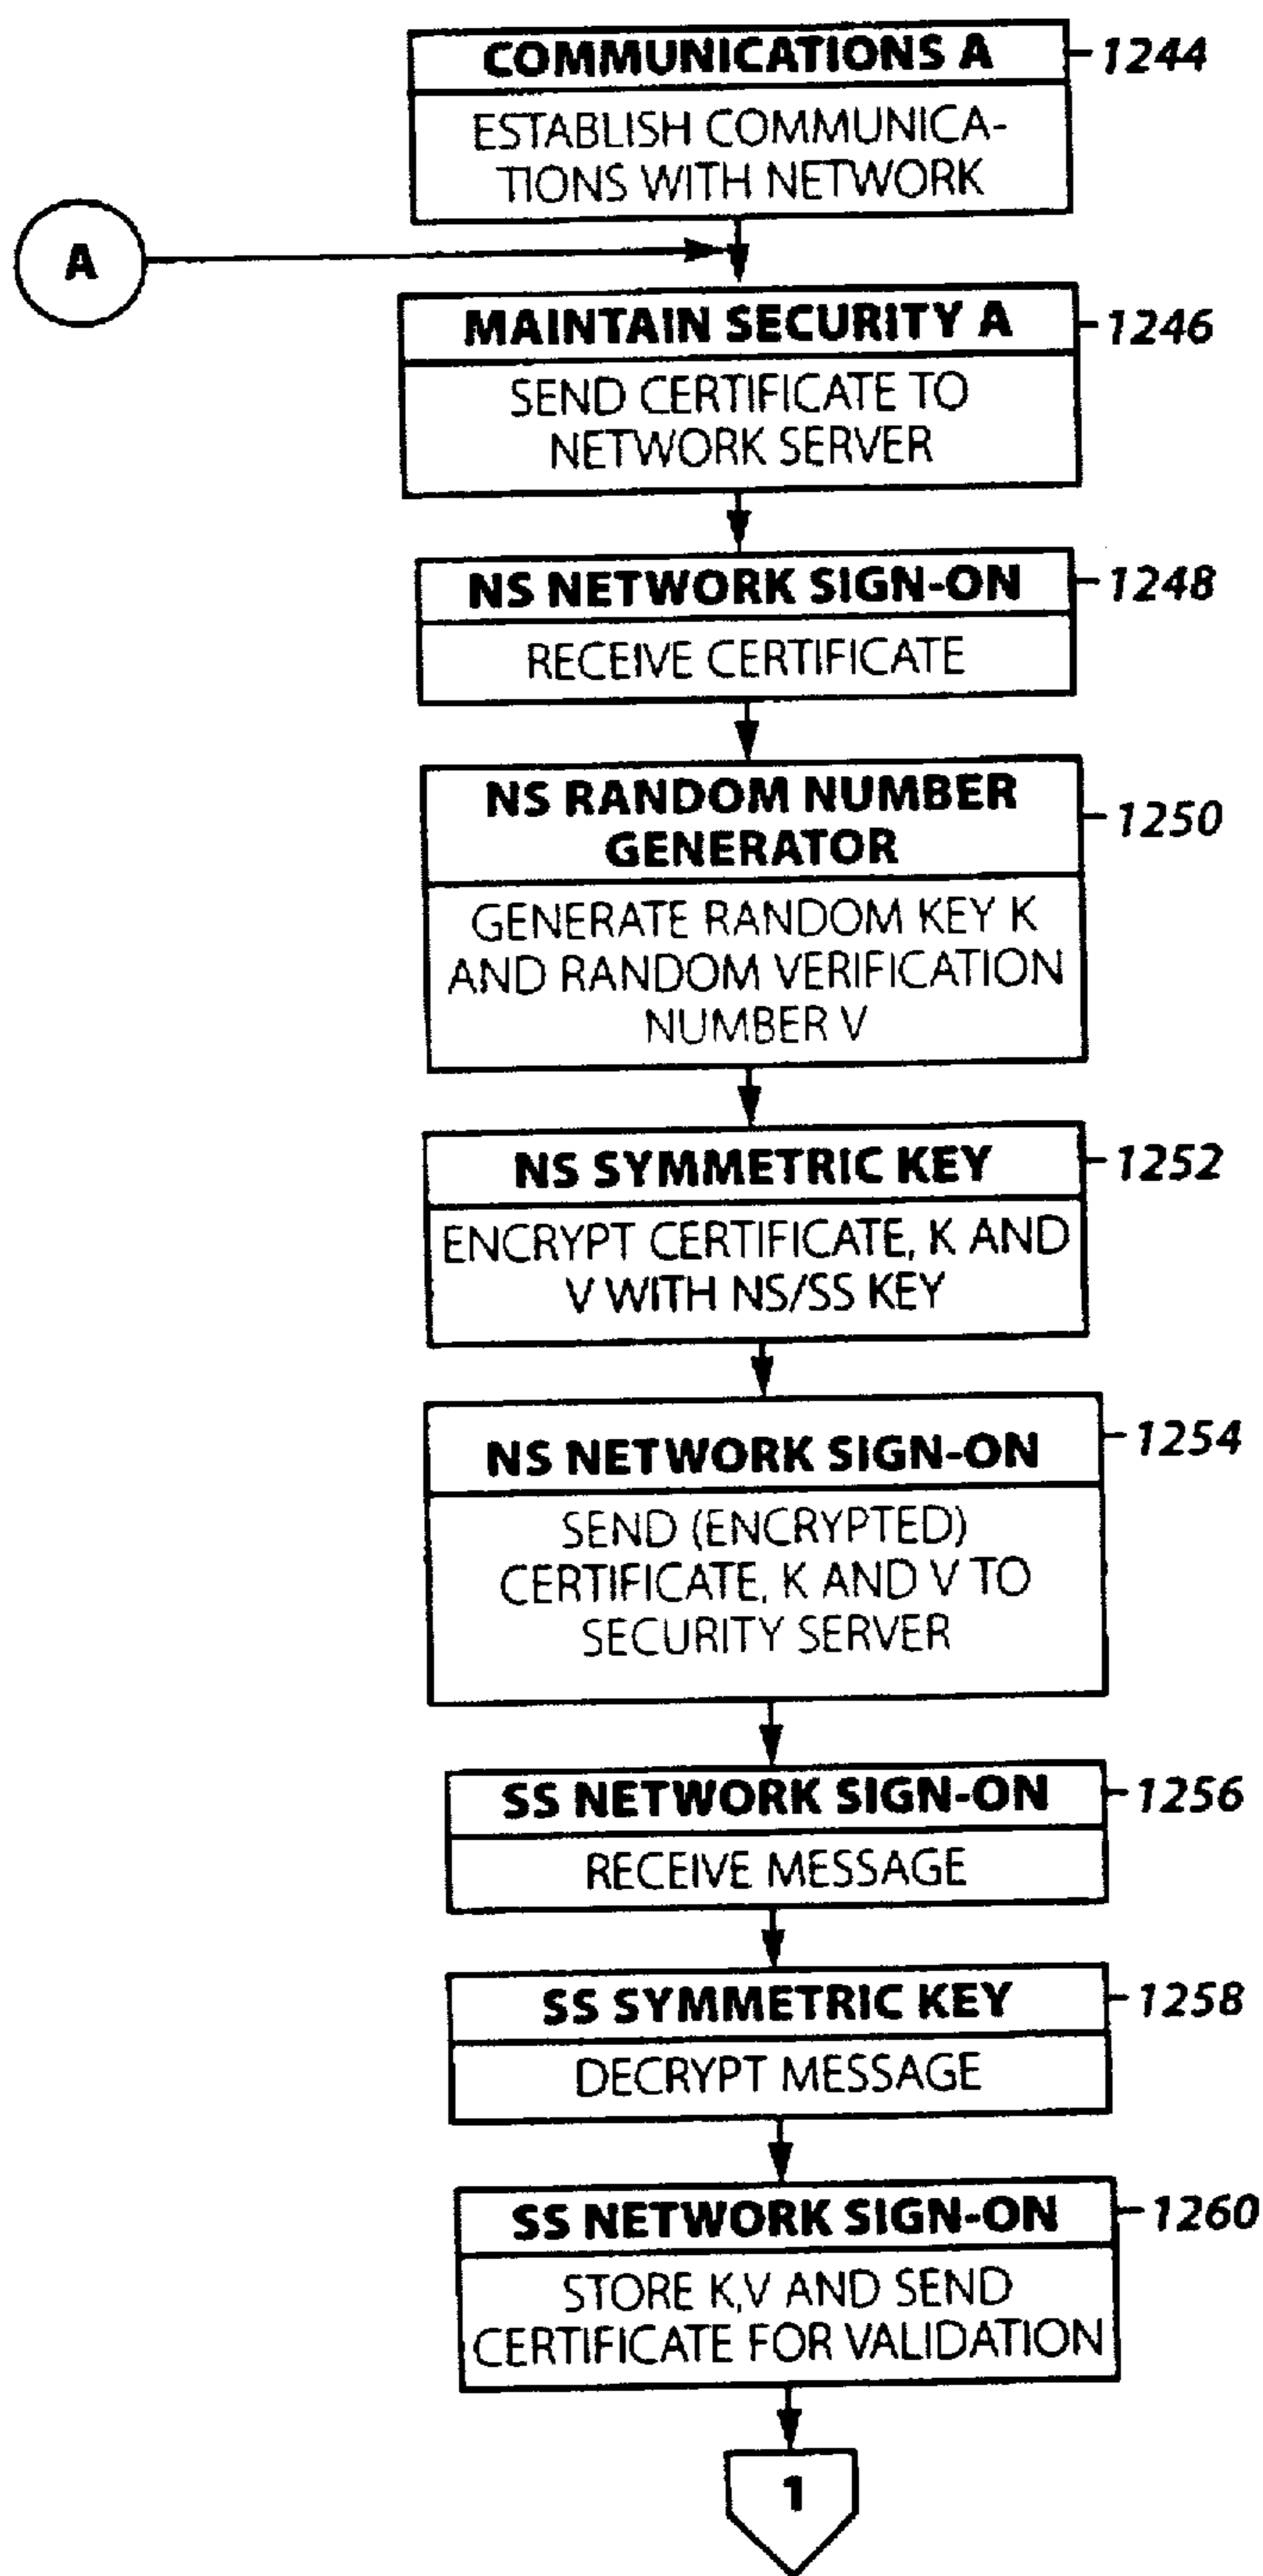 COMMUNICATIONS A
1244
ESTABLISH COMMUNICA-
TIONS WITH NETWORK
A
MAINTAIN SECURITY A
1246
SEND CERTIFICATE TO
NETWORK SERVER
NS NETWORK SIGN-ON
1248
RECEIVE CERTIFICATE
NS RANDOM NUMBER
GENERATOR
1250
GENERATE RANDOM KEY K
AND RANDOM VERIFICATION
NUMBER V
NS SYMMETRIC KEY
1252
ENCRYPT CERTIFICATE, K AND
V WITH NS/SS KEY
NS NETWORK SIGN-ON
1254
SEND (ENCRYPTED)
CERTIFICATE, K AND V TO
SECURITY SERVER
SS NETWORK SIGN-ON
1256
RECEIVE MESSAGE
SS SYMMETRIC KEY
1258
DECRYPT MESSAGE
SS NETWORK SIGN-ON
1260
STORE K,V AND SEND
CERTIFICATE FOR VALIDATION
1